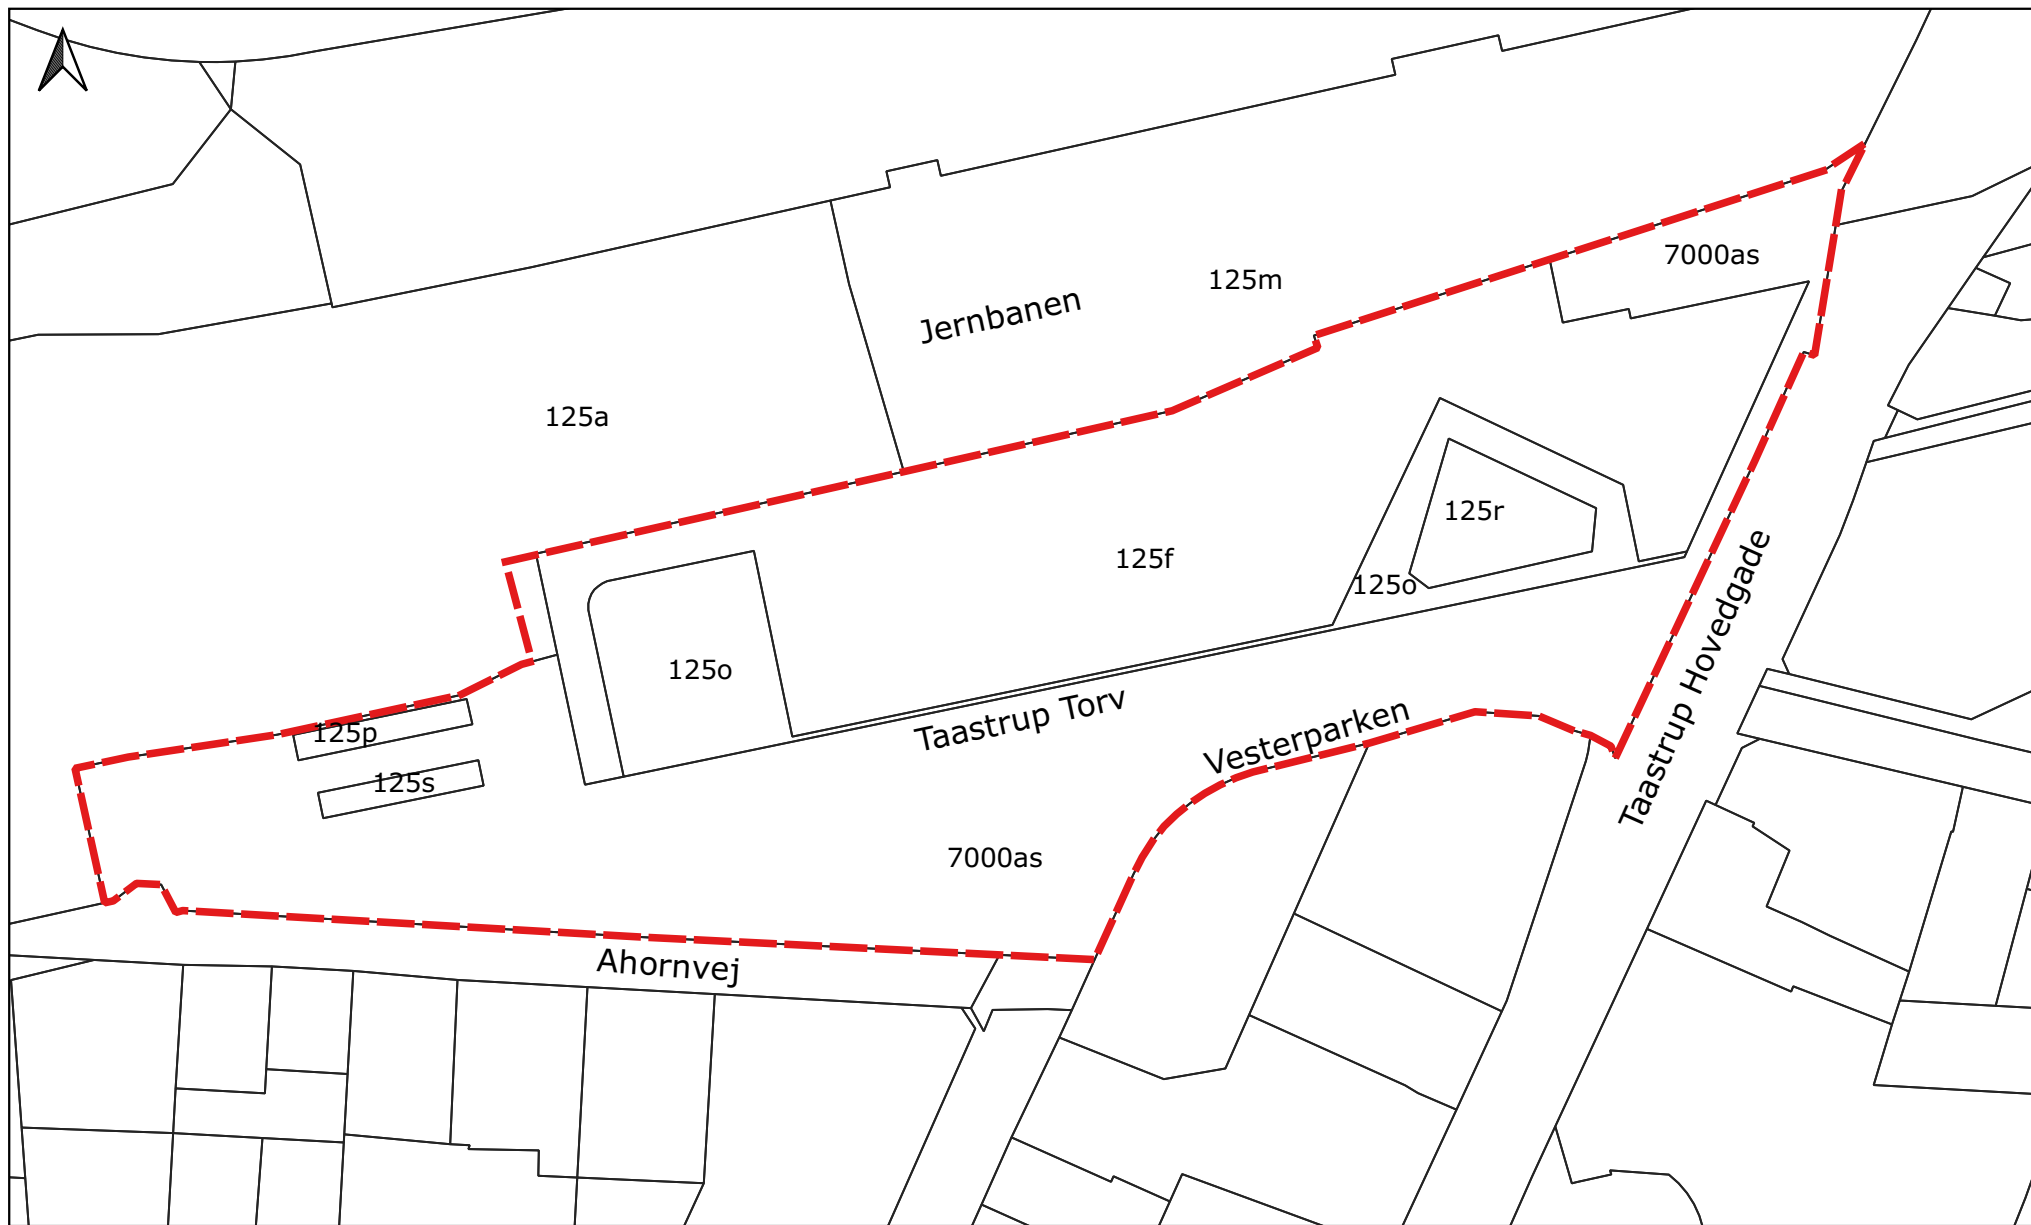 7000as
125m
Jernbanen
125a
125r
125f
125o
125o
Taastrup Hovedgade
Taastrup Torv
Vesterparken
125p
125s
7000as
Ahornvej